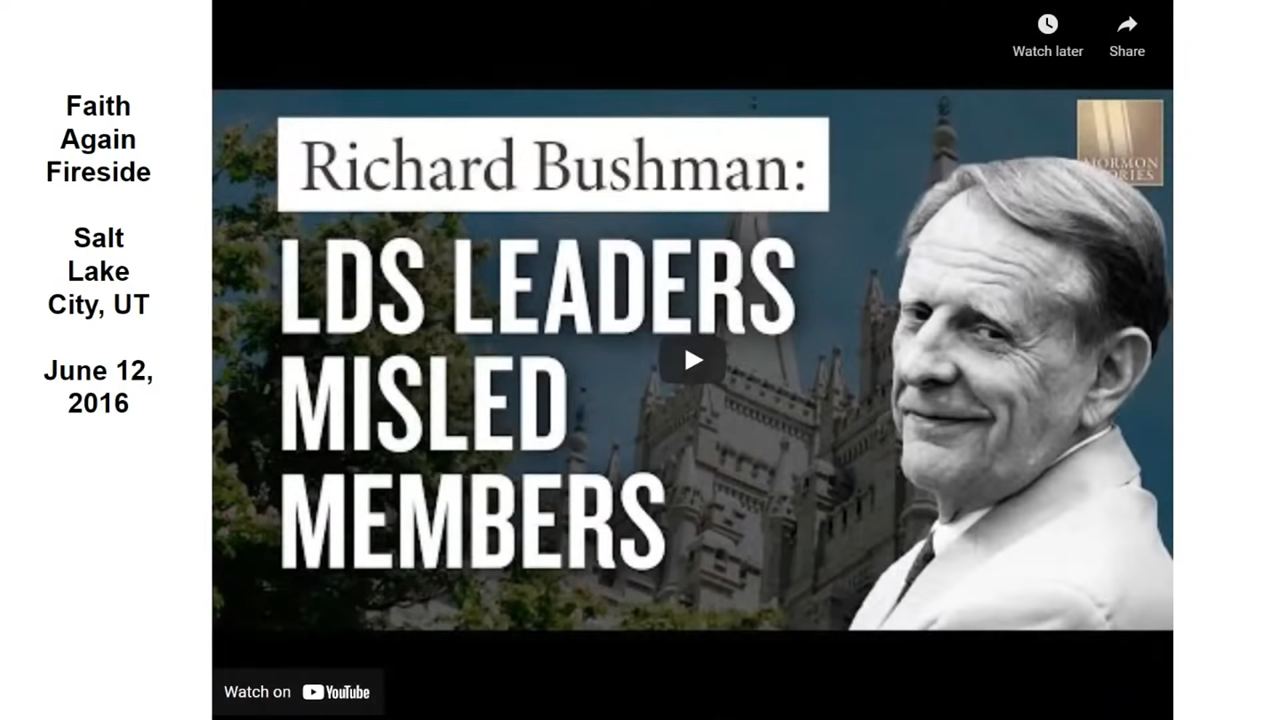 Faith
Again
Fireside
Salt
Lake
City, UT
June 12,
2016
Watch later
Share
Richard Bushman:
LDS LEADERS
MISLED
MEMBERS
MORMON
STORIES
Watch on YouTube